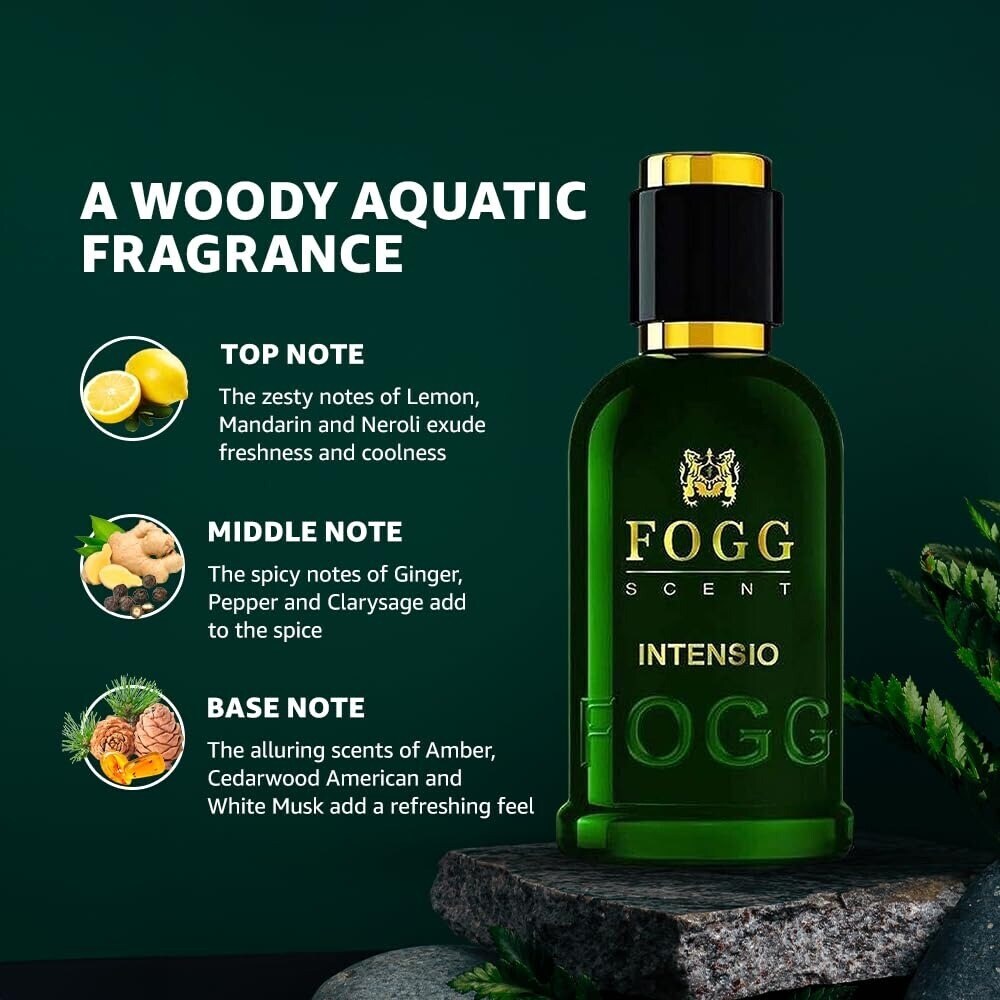 A WOODY AQUATIC
FRAGRANCE
TOP NOTE
The zesty notes of Lemon,
Mandarin and Neroli exude
freshness and coolness
MIDDLE NOTE
The spicy notes of Ginger,
Pepper and Clarysage add
to the spice
BASE NOTE
The alluring scents of Amber,
Cedarwood American and
White Musk add a refreshing feel
FOGG
SCENT
INTENSIO
FOGG